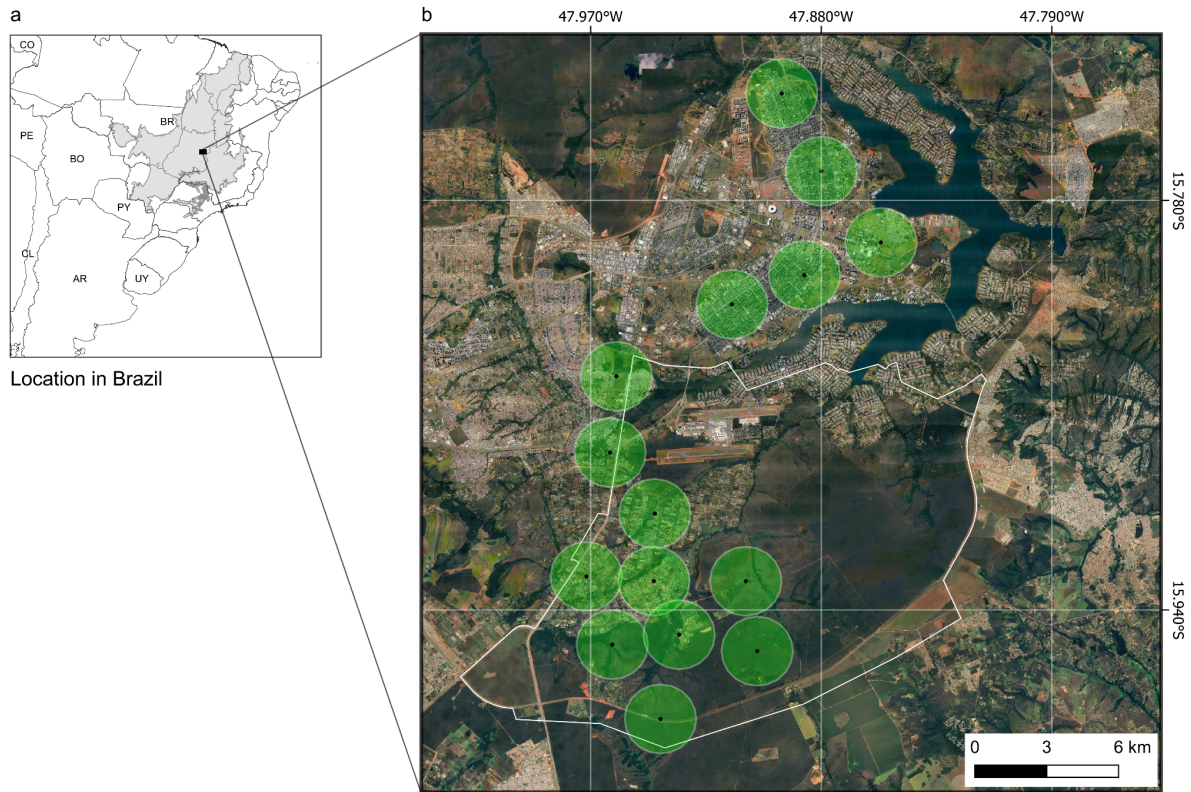 a
b
47.970°W
47.880°W
47.790°W
CO
PE
BR
BO
PY
CL
AR
UY
Location in Brazil
15.780°S
15.940°S
0 3 6 km